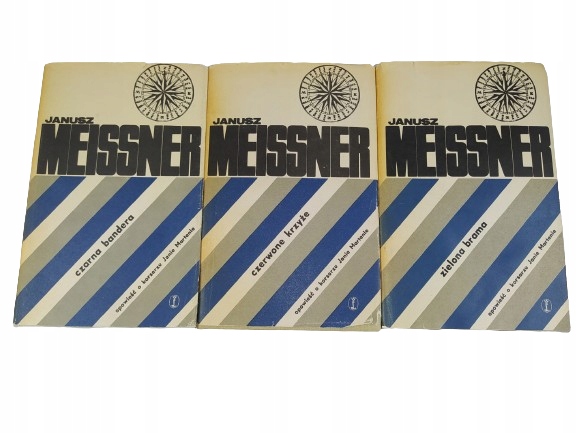 JANUSZ
MEISSNER
czarna bandera
opowieść o korsarzu Janie Martenie
JANUSZ
MEISSNER
czerwone krzyże
opowieść o korsarzu Janie Martenie
JANUSZ
MEISSNER
zielona brama
opowieść o korsarzu Janie Martenie